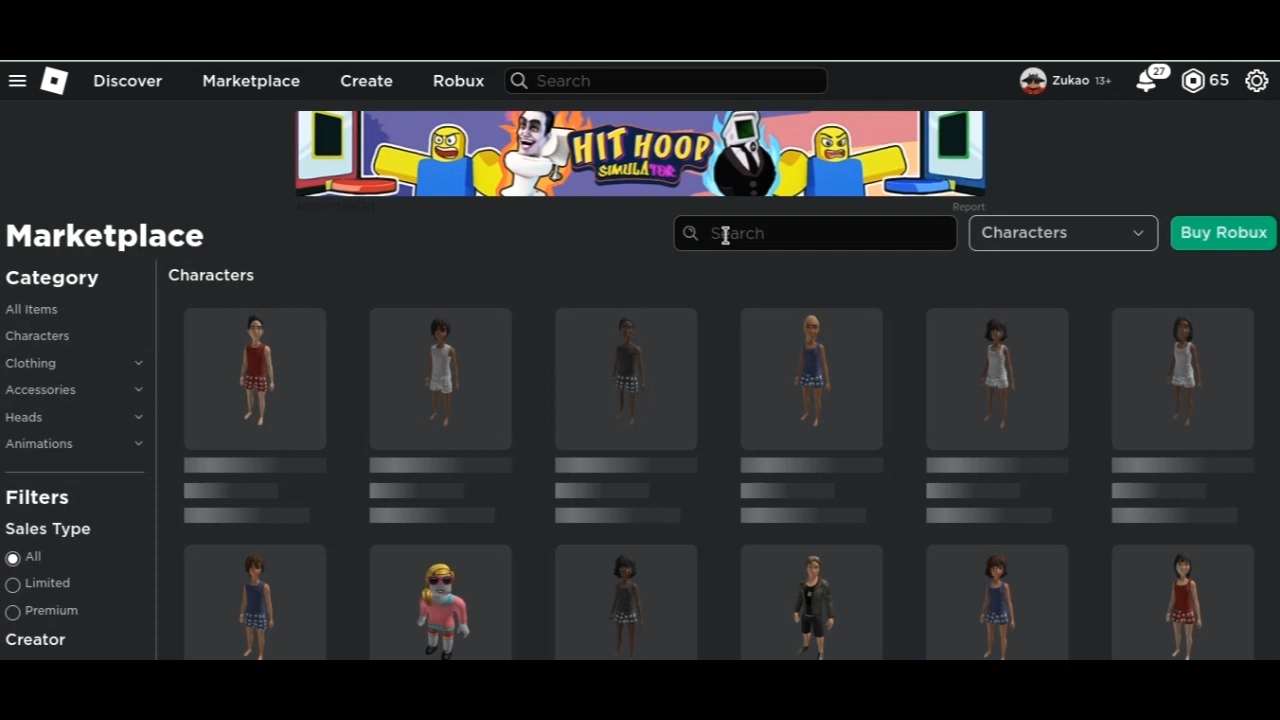 Discover
Marketplace
Create
Robux
Search
Zukao 13+
27
65
HIT HOOP
SIMULATOR
ADVERTISEMENT
Report
Marketplace
Search
Characters
Buy Robux
Category
All Items
Characters
Clothing
Accessories
Heads
Animations
Filters
Sales Type
All
Limited
Premium
Creator
Characters